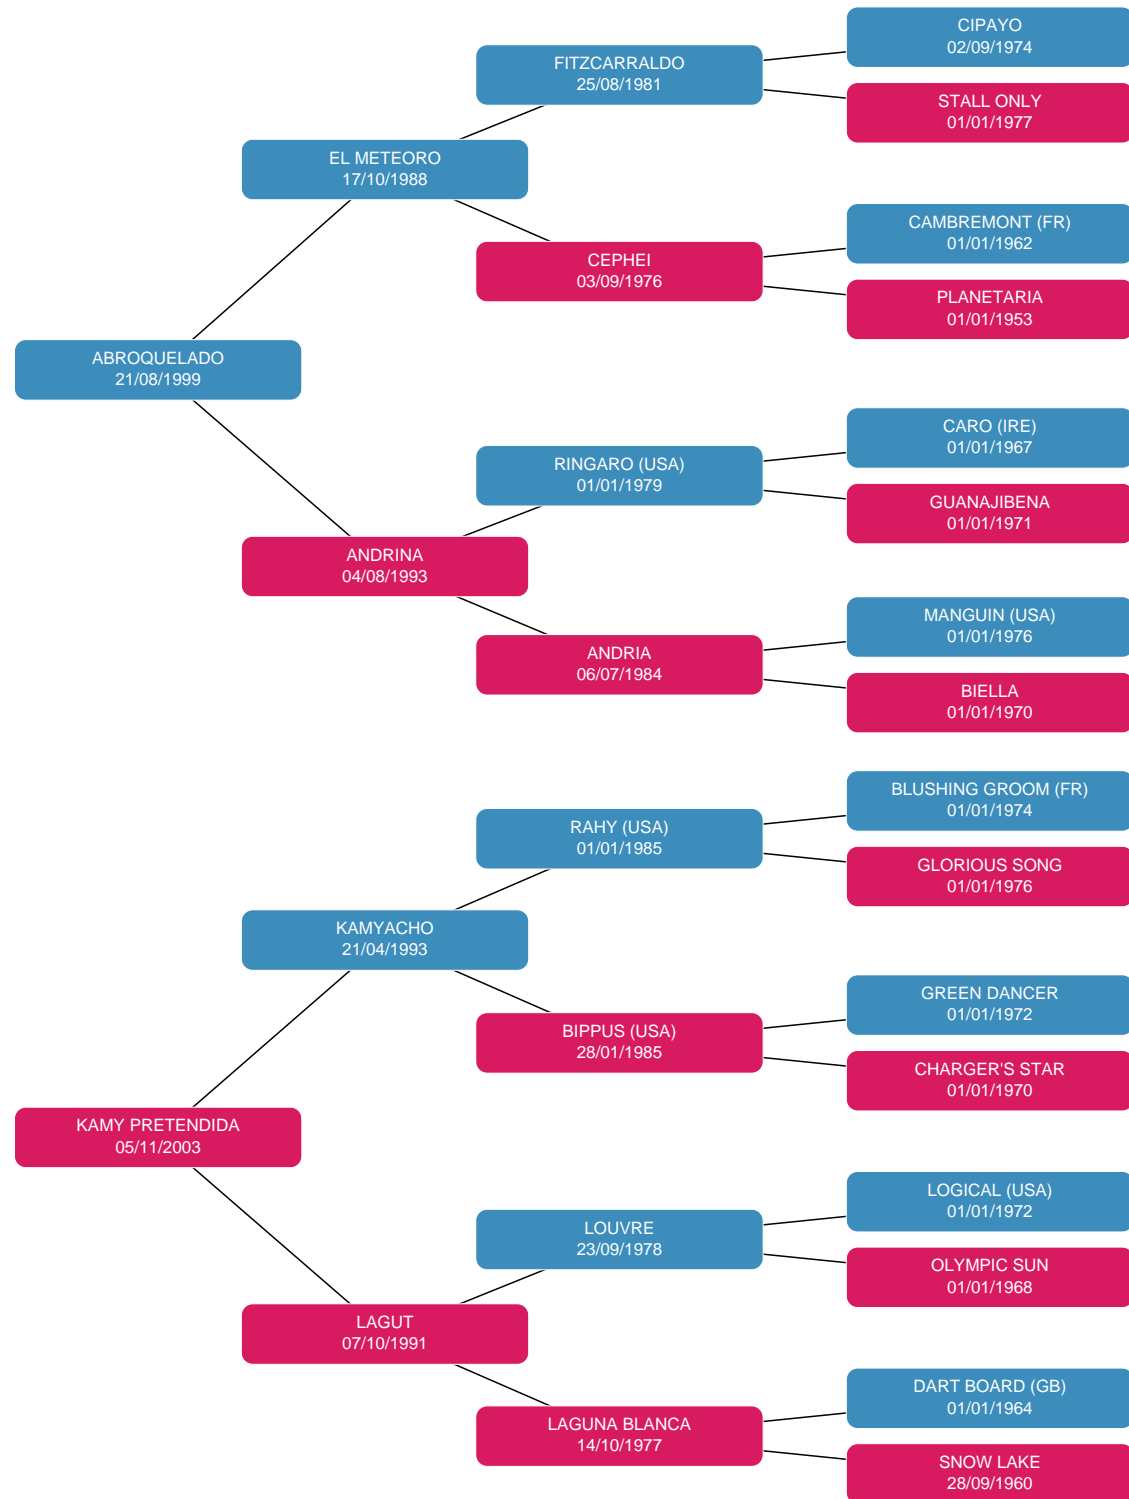 CIPAYO
02/09/1974
FITZCARRALDO
25/08/1981
STALL ONLY
01/01/1977
EL METEORO
17/10/1988
CAMBREMONT (FR)
01/01/1962
CEPHEI
03/09/1976
PLANETARIA
01/01/1953
ABROQUELADO
21/08/1999
CARO (IRE)
01/01/1967
RINGARO (USA)
01/01/1979
GUANAJIBENA
01/01/1971
ANDRINA
04/08/1993
MANGUIN (USA)
01/01/1976
ANDRIA
06/07/1984
BIELLA
01/01/1970
BLUSHING GROOM (FR)
01/01/1974
RAHY (USA)
01/01/1985
GLORIOUS SONG
01/01/1976
KAMYACHO
21/04/1993
GREEN DANCER
01/01/1972
BIPPUS (USA)
28/01/1985
CHARGER'S STAR
01/01/1970
KAMY PRETENDIDA
05/11/2003
LOGICAL (USA)
01/01/1972
LOUVRE
23/09/1978
OLYMPIC SUN
01/01/1968
LAGUT
07/10/1991
DART BOARD (GB)
01/01/1964
LAGUNA BLANCA
14/10/1977
SNOW LAKE
28/09/1960